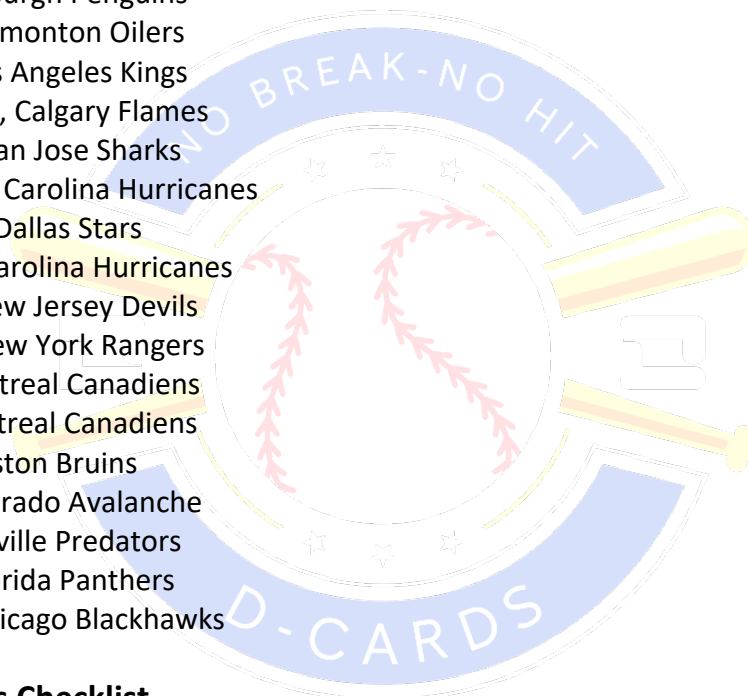 burgh Penguins
monton Oilers
s Angeles Kings
, Calgary Flames
an Jose Sharks
Carolina Hurricanes
Dallas Stars
arolina Hurricanes
ew Jersey Devils
ew York Rangers
treal Canadiens
treal Canadiens
ston Bruins
rado Avalanche
ville Predators
rida Panthers
icago Blackhawks
s Checklist
NO BREAK-NO HIT
D-CARDS